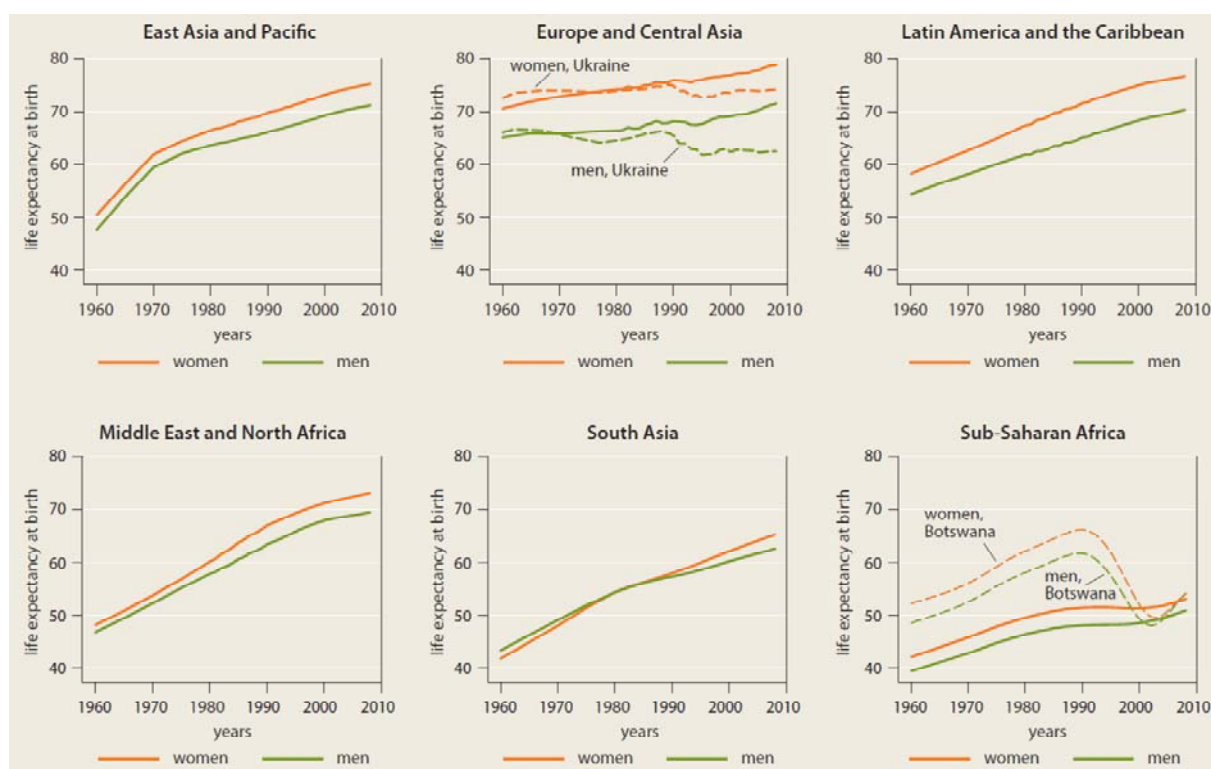 East Asia and Pacific
80
70
60
50
40
life expectancy at birth
1960 1970 1980 1990 2000 2010
years
women men
Europe and Central Asia
80
70
60
50
40
life expectancy at birth
women, Ukraine
men, Ukraine
1960 1970 1980 1990 2000 2010
years
women men
Latin America and the Caribbean
80
70
60
50
40
life expectancy at birth
1960 1970 1980 1990 2000 2010
years
women men
Middle East and North Africa
80
70
60
50
40
life expectancy at birth
1960 1970 1980 1990 2000 2010
years
women men
South Asia
80
70
60
50
40
life expectancy at birth
1960 1970 1980 1990 2000 2010
years
women men
Sub-Saharan Africa
80
70
60
50
40
life expectancy at birth
women,
Botswana
men,
Botswana
1960 1970 1980 1990 2000 2010
years
women men